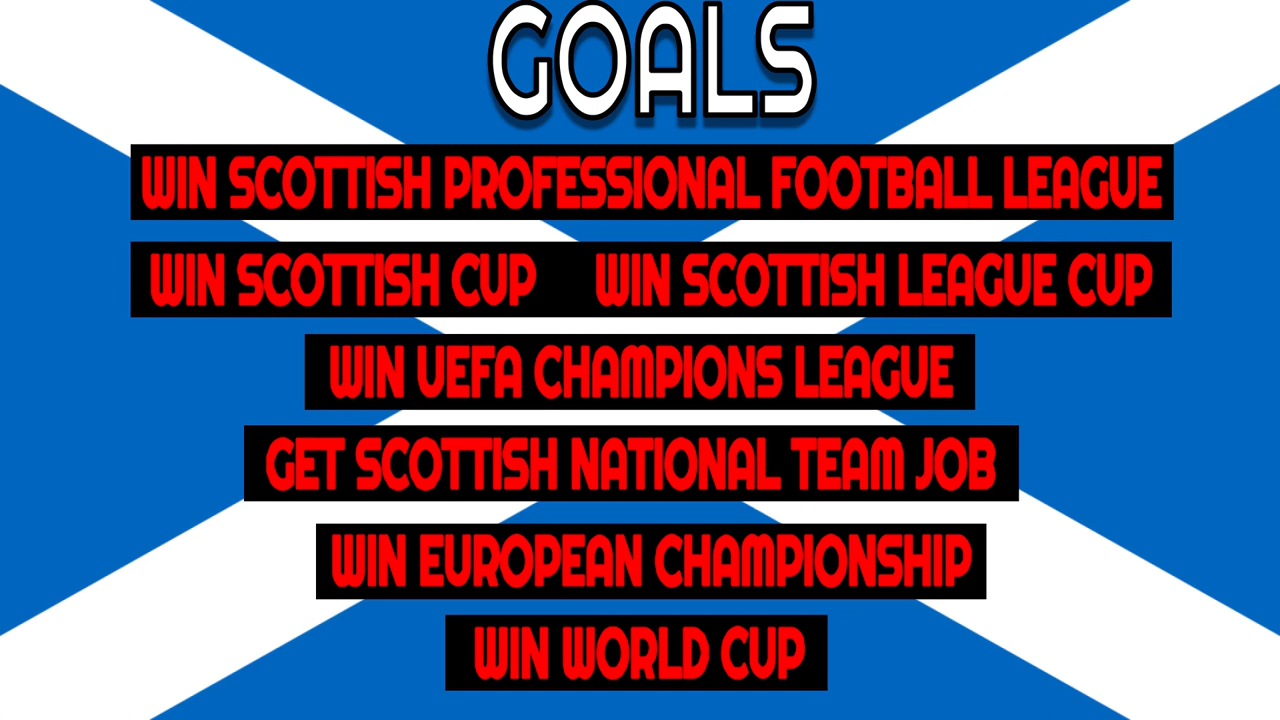 GOALS
WIN SCOTTISH PROFESSIONAL FOOTBALL LEAGUE
WIN SCOTTISH CUP WIN SCOTTISH LEAGUE CUP
WIN UEFA CHAMPIONS LEAGUE
GET SCOTTISH NATIONAL TEAM JOB
WIN EUROPEAN CHAMPIONSHIP
WIN WORLD CUP